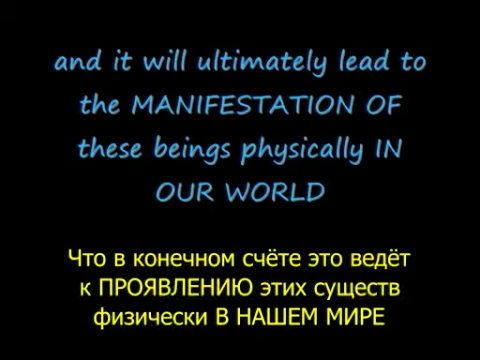 and it will ultimately lead to
the MANIFESTATION OF
these beings physically IN
OUR WORLD
Что в конечном счёте это ведёт
к ПРОЯВЛЕНИЮ этих существ
физически В НАШЕМ МИРЕ